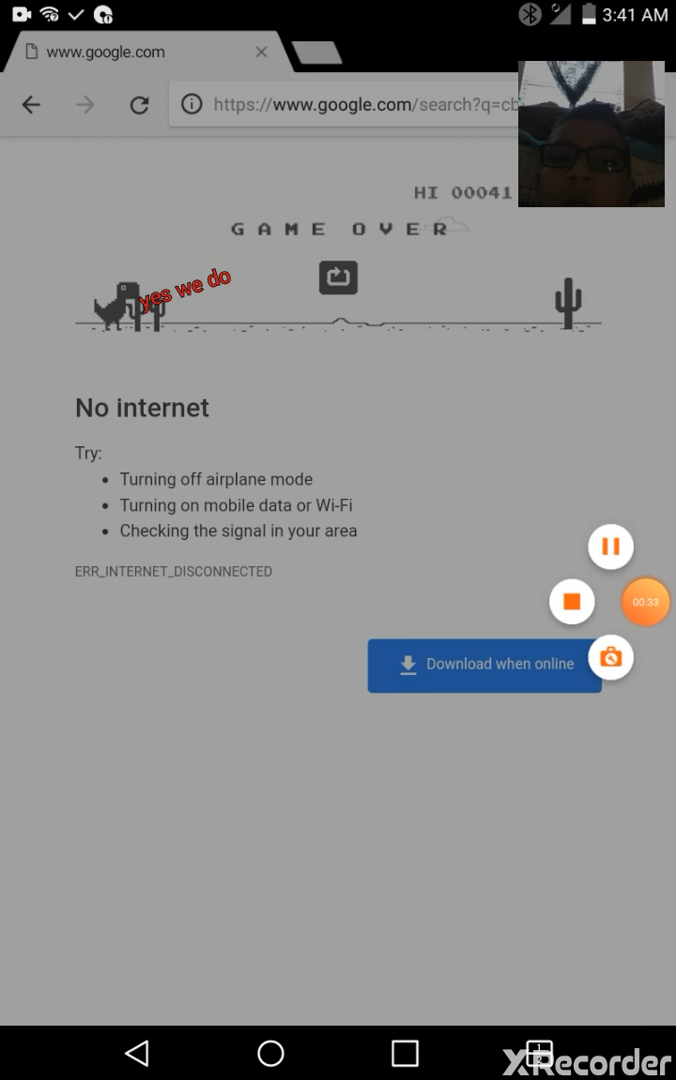 3:41 AM
www.google.com
https://www.google.com/search?q=cb
HI 00041
GAME OVER
yes we do
No internet
Try:
• Turning off airplane mode
• Turning on mobile data or Wi-Fi
• Checking the signal in your area
ERR_INTERNET_DISCONNECTED
00:33
Download when online
XRecorder